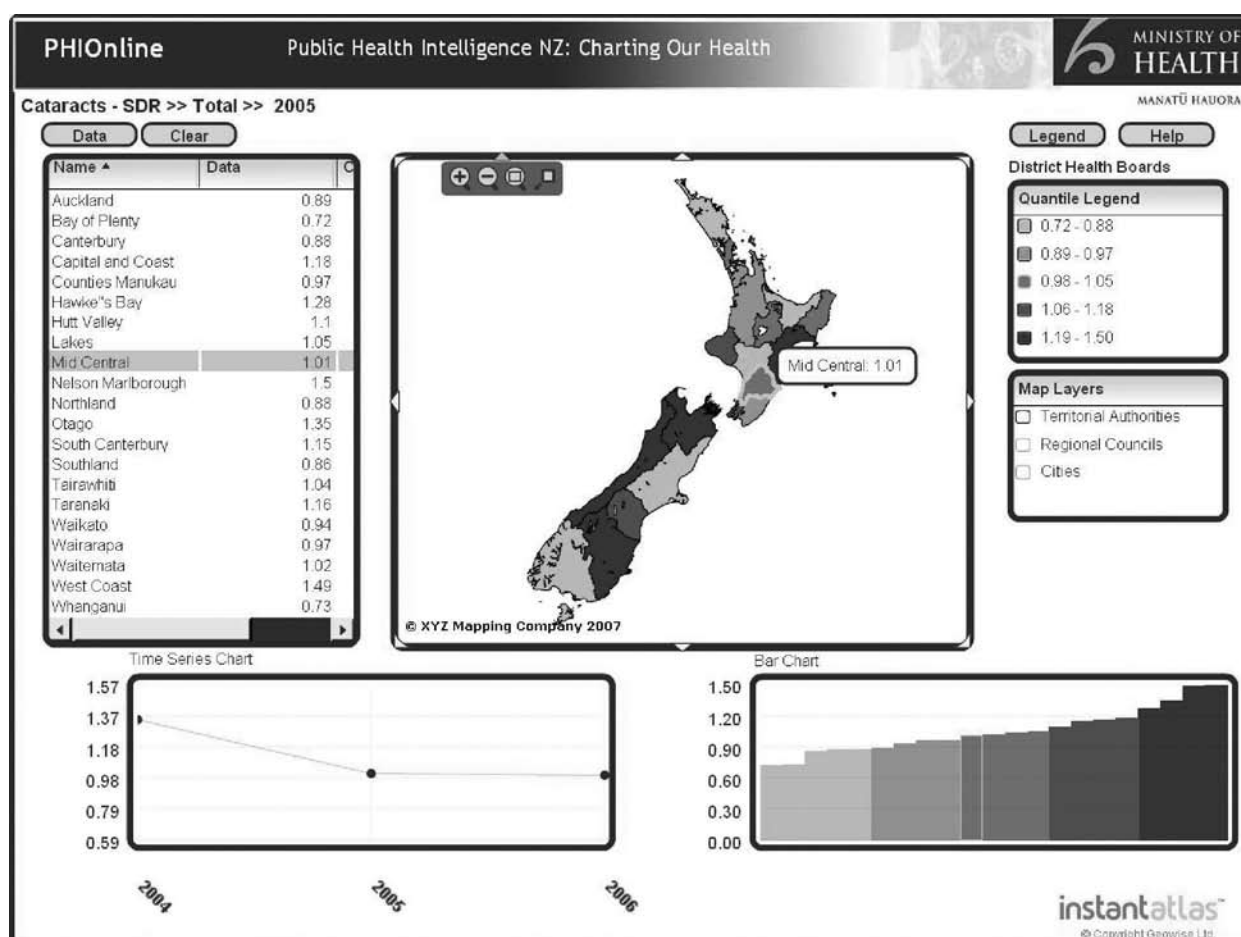 PHIOnline
Public Health Intelligence NZ: Charting Our Health
MINISTRY OF
HEALTH
MANATŪ HAUORA
Cataracts - SDR >> Total >> 2005
Data
Clear
Legend
Help
Name
Data
C
Auckland 0.89
Bay of Plenty 0.72
Canterbury 0.88
Capital and Coast 1.18
Counties Manukau 0.97
Hawke"s Bay 1.28
Hutt Valley 1.1
Lakes 1.05
Mid Central 1.01
Nelson Marlborough 1.5
Northland 0.88
Otago 1.35
South Canterbury 1.15
Southland 0.86
Tairawhiti 1.04
Taranaki 1.16
Waikato 0.94
Wairarapa 0.97
Waitemata 1.02
West Coast 1.49
Whanganui 0.73
Mid Central: 1.01
© XYZ Mapping Company 2007
District Health Boards
Quantile Legend
0.72 - 0.88
0.89 - 0.97
0.98 - 1.05
1.06 - 1.18
1.19 - 1.50
Map Layers
Territorial Authorities
Regional Councils
Cities
Time Series Chart
1.57
1.37
1.18
0.98
0.79
0.59
2004
2005
2006
Bar Chart
1.50
1.20
0.90
0.60
0.30
0.00
instantatlas™
© Copyright Geowise Ltd